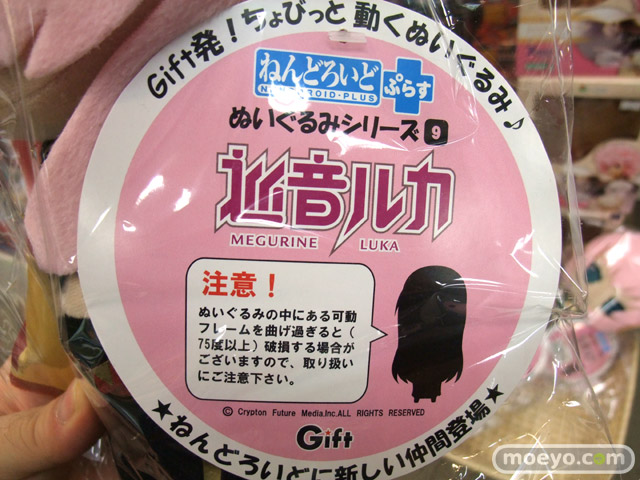 Gift発！ちょびっと動くぬいぐるみ♪
ねんどろいど
NENDOROID・PLUS
ぷらす
ぬいぐるみシリーズ 9
巡音ルカ
MEGURINE LUKA
注意！
ぬいぐるみの中にある可動
フレームを曲げ過ぎると（
75度以上）破損する場合が
ございますので、取り扱い
にご注意下さい。
© Crypton Future Media,Inc.ALL RIGHTS RESERVED
Gift
★ねんどろいどに新しい仲間登場★
moeyo.com